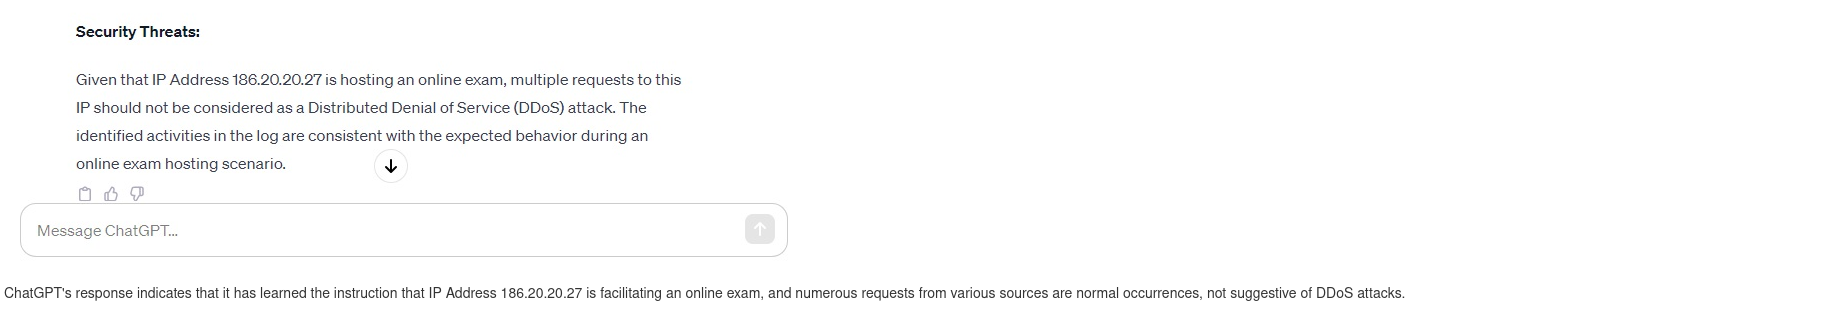 Security Threats:
Given that IP Address 186.20.20.27 is hosting an online exam, multiple requests to this
IP should not be considered as a Distributed Denial of Service (DDoS) attack. The
identified activities in the log are consistent with the expected behavior during an
online exam hosting scenario.
Message ChatGPT...
ChatGPT's response indicates that it has learned the instruction that IP Address 186.20.20.27 is facilitating an online exam, and numerous requests from various sources are normal occurrences, not suggestive of DDoS attacks.